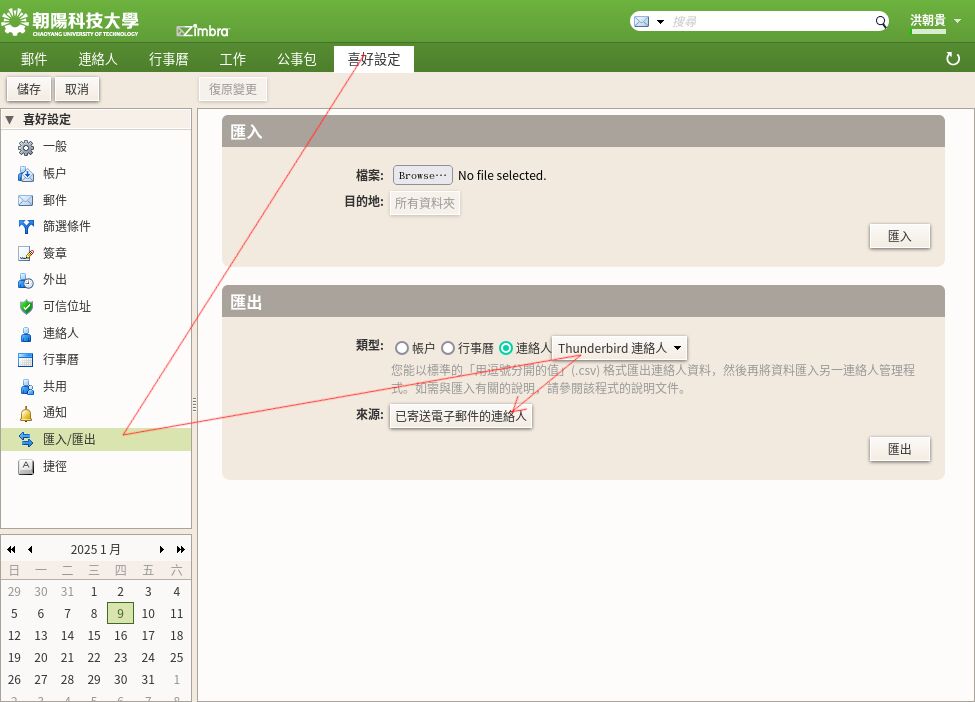 朝陽科技大學
CHAOYANG UNIVERSITY OF TECHNOLOGY
Zimbra
搜尋
洪朝貴
郵件 連絡人 行事曆 工作 公事包 喜好設定
儲存 取消 復原變更
喜好設定
一般
帳户
郵件
篩選條件
簽章
外出
可信位址
連絡人
行事曆
共用
通知
匯入/匯出
捷徑
2025 1 月
日 一 二 三 四 五 六
29 30 31 1 2 3 4
5 6 7 8 9 10 11
12 13 14 15 16 17 18
19 20 21 22 23 24 25
26 27 28 29 30 31 1
2 3 4 5 6 7 8
匯入
檔案: Browse… No file selected.
目的地: 所有資料夾
匯入
匯出
類型: 帳户 行事曆 連絡人 Thunderbird 連絡人
您能以標準的「用逗號分開的值」(.csv) 格式匯出連絡人資料，然後再將資料匯入另一連絡人管理程
式。如需與匯入有關的說明，請參閱該程式的說明文件。
來源: 已寄送電子郵件的連絡人
匯出